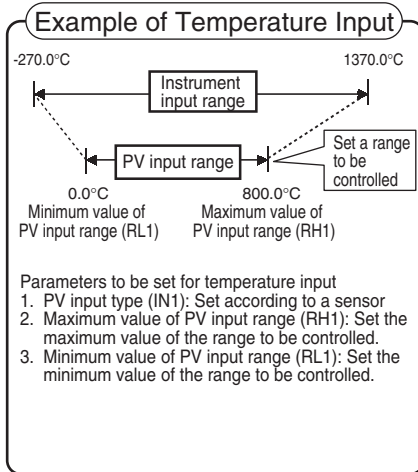 Example of Temperature Input
-270.0°C
1370.0°C
Instrument
input range
PV input range
Set a range
to be
controlled
0.0°C
Minimum value of
PV input range (RL1)
800.0°C
Maximum value of
PV input range (RH1)
Parameters to be set for temperature input
1. PV input type (IN1): Set according to a sensor
2. Maximum value of PV input range (RH1): Set the
maximum value of the range to be controlled.
3. Minimum value of PV input range (RL1): Set the
minimum value of the range to be controlled.